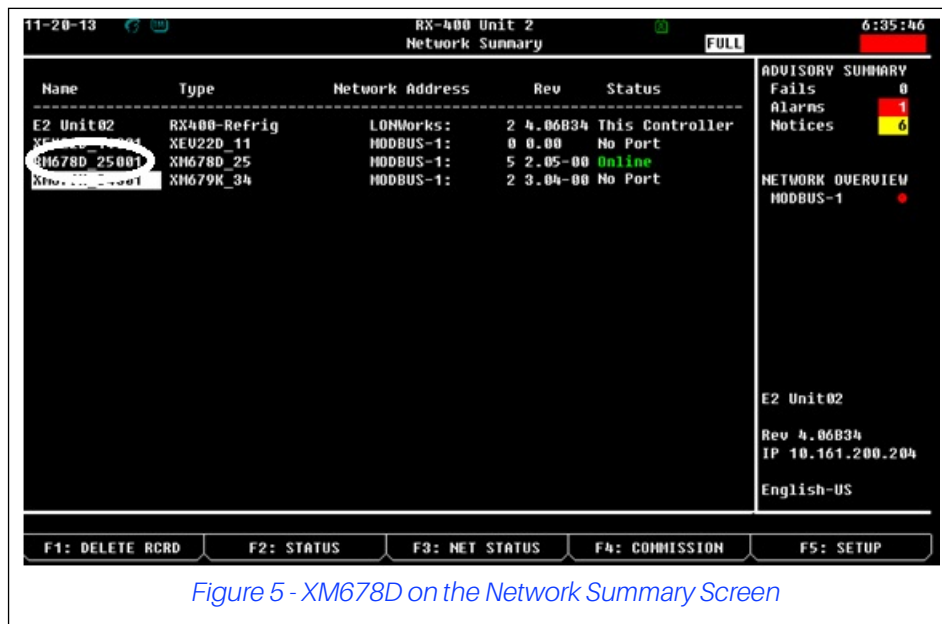 11-20-13 RX-400 Unit 2 6:35:46
Network Summary FULL
Name Type Network Address Rev Status
E2 Unit02 RX400-Refrig LONWorks: 2 4.06B34 This Controller
XEV22D_11 MODBUS-1: 0 0.00 No Port
XM678D_25 MODBUS-1: 5 2.05-00 Online
XM679K_34 MODBUS-1: 2 3.04-00 No Port
ADVISORY SUMMARY
Fails 0
Alarms 1
Notices 6
NETWORK OVERVIEW
MODBUS-1
E2 Unit02
Rev 4.06B34
IP 10.161.200.204
English-US
F1: DELETE RCRD F2: STATUS F3: NET STATUS F4: COMMISSION F5: SETUP
Figure 5 - XM678D on the Network Summary Screen